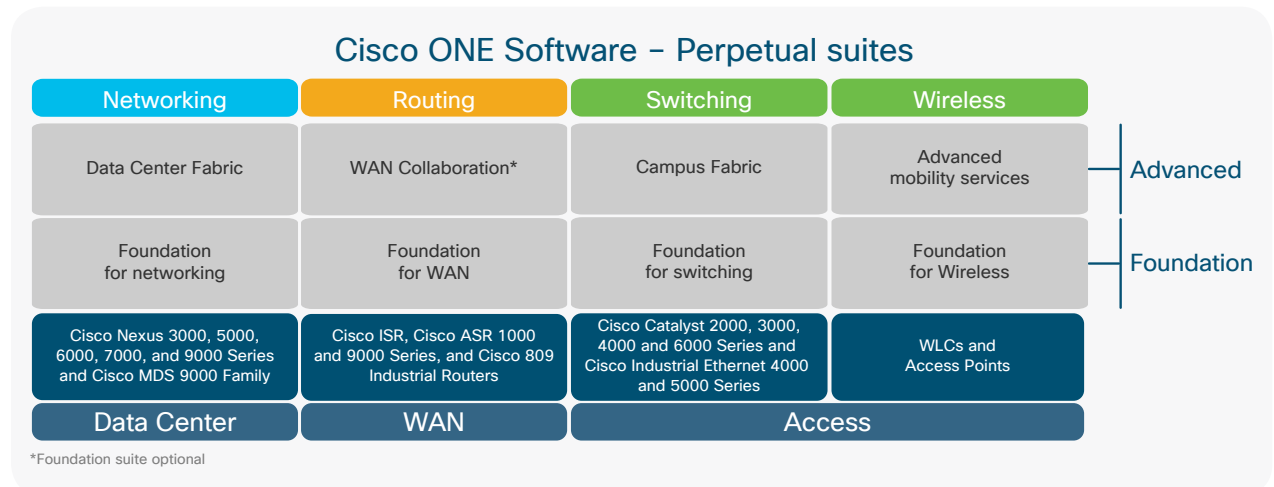 Cisco ONE Software – Perpetual suites
Networking
Routing
Switching
Wireless
Data Center Fabric
WAN Collaboration*
Campus Fabric
Advanced
mobility services
Advanced
Foundation
for networking
Foundation
for WAN
Foundation
for switching
Foundation
for Wireless
Foundation
Cisco Nexus 3000, 5000,
6000, 7000, and 9000 Series
and Cisco MDS 9000 Family
Cisco ISR, Cisco ASR 1000
and 9000 Series, and Cisco 809
Industrial Routers
Cisco Catalyst 2000, 3000,
4000 and 6000 Series and
Cisco Industrial Ethernet 4000
and 5000 Series
WLCs and
Access Points
Data Center
WAN
Access
*Foundation suite optional